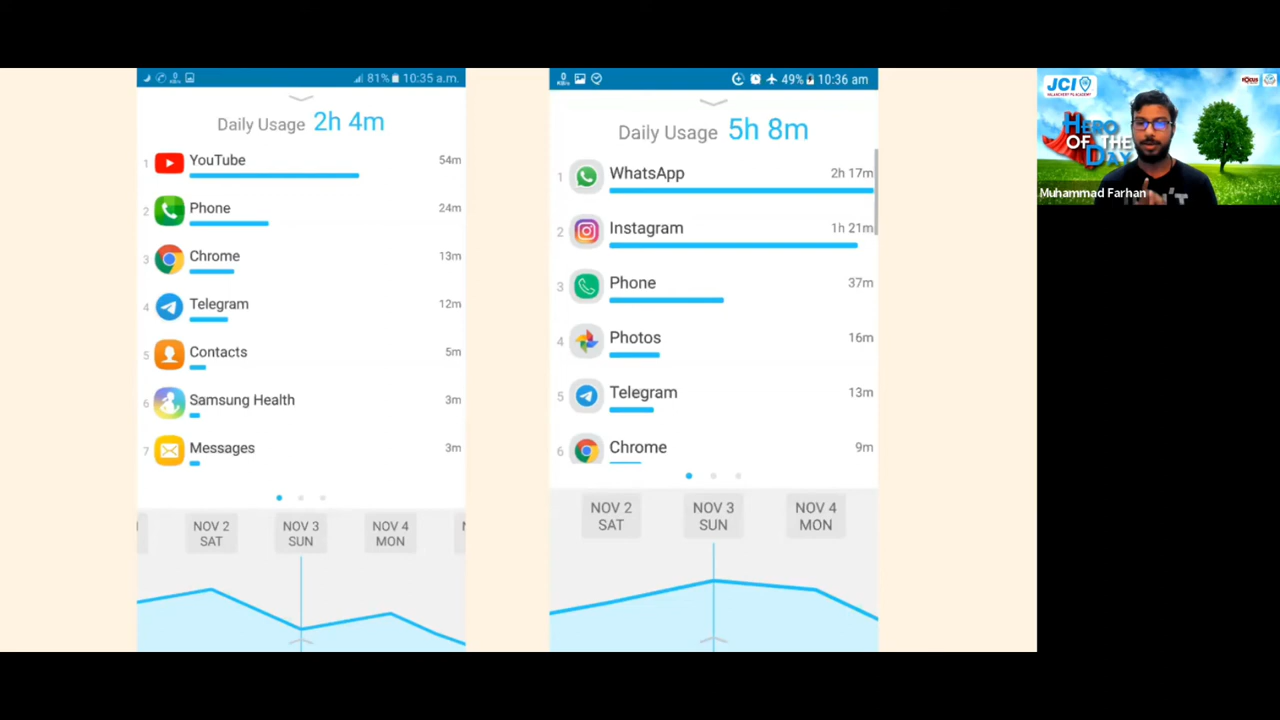 81% 10:35 a.m.
Daily Usage 2h 4m
1 YouTube 54m
2 Phone 24m
3 Chrome 13m
4 Telegram 12m
5 Contacts 5m
6 Samsung Health 3m
7 Messages 3m
NOV 2 NOV 3 NOV 4
SAT SUN MON
49% 10:36 am
Daily Usage 5h 8m
1 WhatsApp 2h 17m
2 Instagram 1h 21m
3 Phone 37m
4 Photos 16m
5 Telegram 13m
6 Chrome 9m
NOV 2 NOV 3 NOV 4
SAT SUN MON
JCI
HERO
OF THE
DAY
Muhammad Farhan